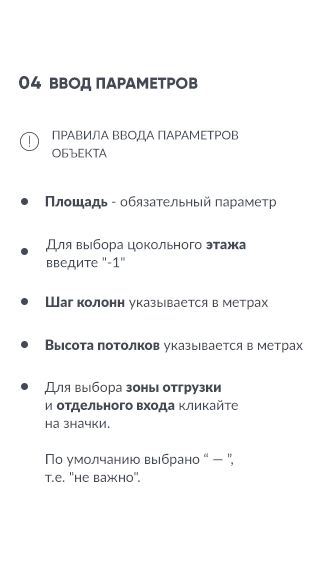 04 ВВОД ПАРАМЕТРОВ
ПРАВИЛА ВВОДА ПАРАМЕТРОВ
ОБЪЕКТА
Площадь - обязательный параметр
Для выбора цокольного этажа
введите "-1"
Шаг колонн указывается в метрах
Высота потолков указывается в метрах
Для выбора зоны отгрузки
и отдельного входа кликайте
на значки.
По умолчанию выбрано “ — ”,
т.е. "не важно".